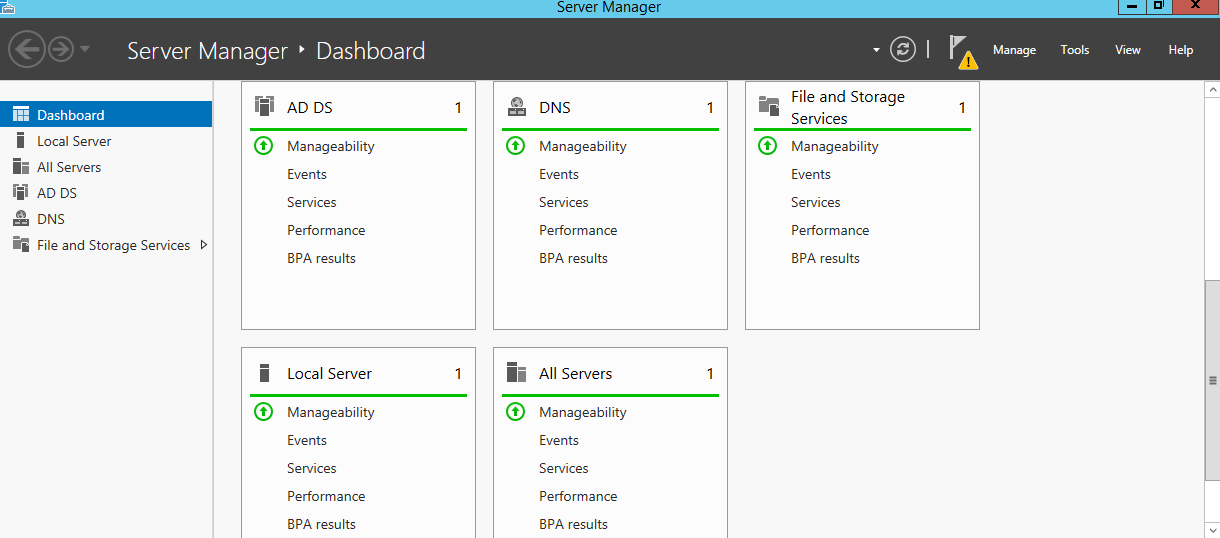 Server Manager
Server Manager ‣ Dashboard
Manage Tools View Help
Dashboard
Local Server
All Servers
AD DS
DNS
File and Storage Services
AD DS 1
Manageability
Events
Services
Performance
BPA results
DNS 1
Manageability
Events
Services
Performance
BPA results
File and Storage
Services 1
Manageability
Events
Services
Performance
BPA results
Local Server 1
Manageability
Events
Services
Performance
BPA results
All Servers 1
Manageability
Events
Services
Performance
BPA results